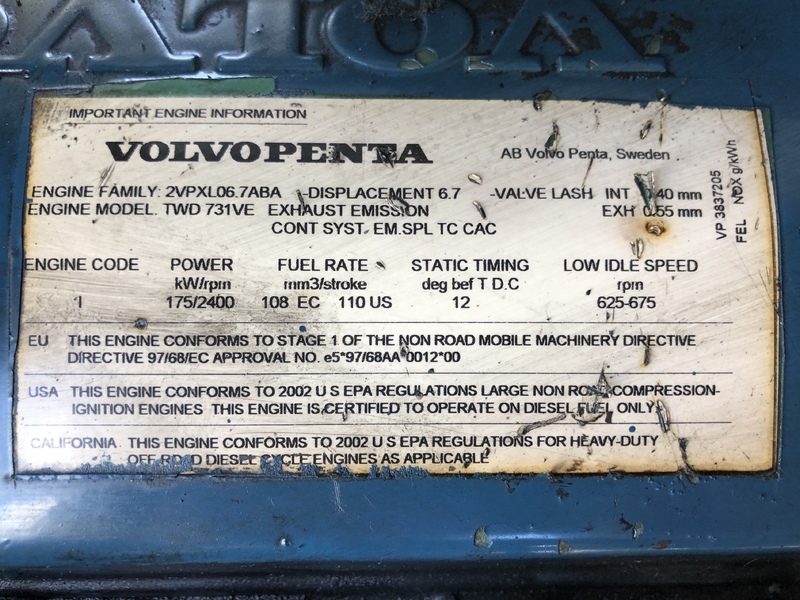 VOLVO
IMPORTANT ENGINE INFORMATION
VOLVO PENTA AB Volvo Penta, Sweden
ENGINE FAMILY: 2VPXL06.7ABA -DISPLACEMENT 6.7 -VALVE LASH INT 0.40 mm
ENGINE MODEL. TWD 731VE EXHAUST EMISSION EXH 0.55 mm
CONT SYST. EM.SPL TC CAC
VP 3837205
FEL NOX g/kWh
ENGINE CODE POWER FUEL RATE STATIC TIMING LOW IDLE SPEED
kW/rpm mm3/stroke deg bef T D.C rpm
I 175/2400 108 EC 110 US 12 625-675
EU THIS ENGINE CONFORMS TO STAGE 1 OF THE NON ROAD MOBILE MACHINERY DIRECTIVE
DIRECTIVE 97/68/EC APPROVAL NO. e5*97/68AA*0012*00
USA THIS ENGINE CONFORMS TO 2002 U S EPA REGULATIONS LARGE NON ROAD COMPRESSION-
IGNITION ENGINES THIS ENGINE IS CERTIFIED TO OPERATE ON DIESEL FUEL ONLY
CALIFORNIA THIS ENGINE CONFORMS TO 2002 U S EPA REGULATIONS FOR HEAVY-DUTY
OFF ROAD DIESEL CYCLE ENGINES AS APPLICABLE